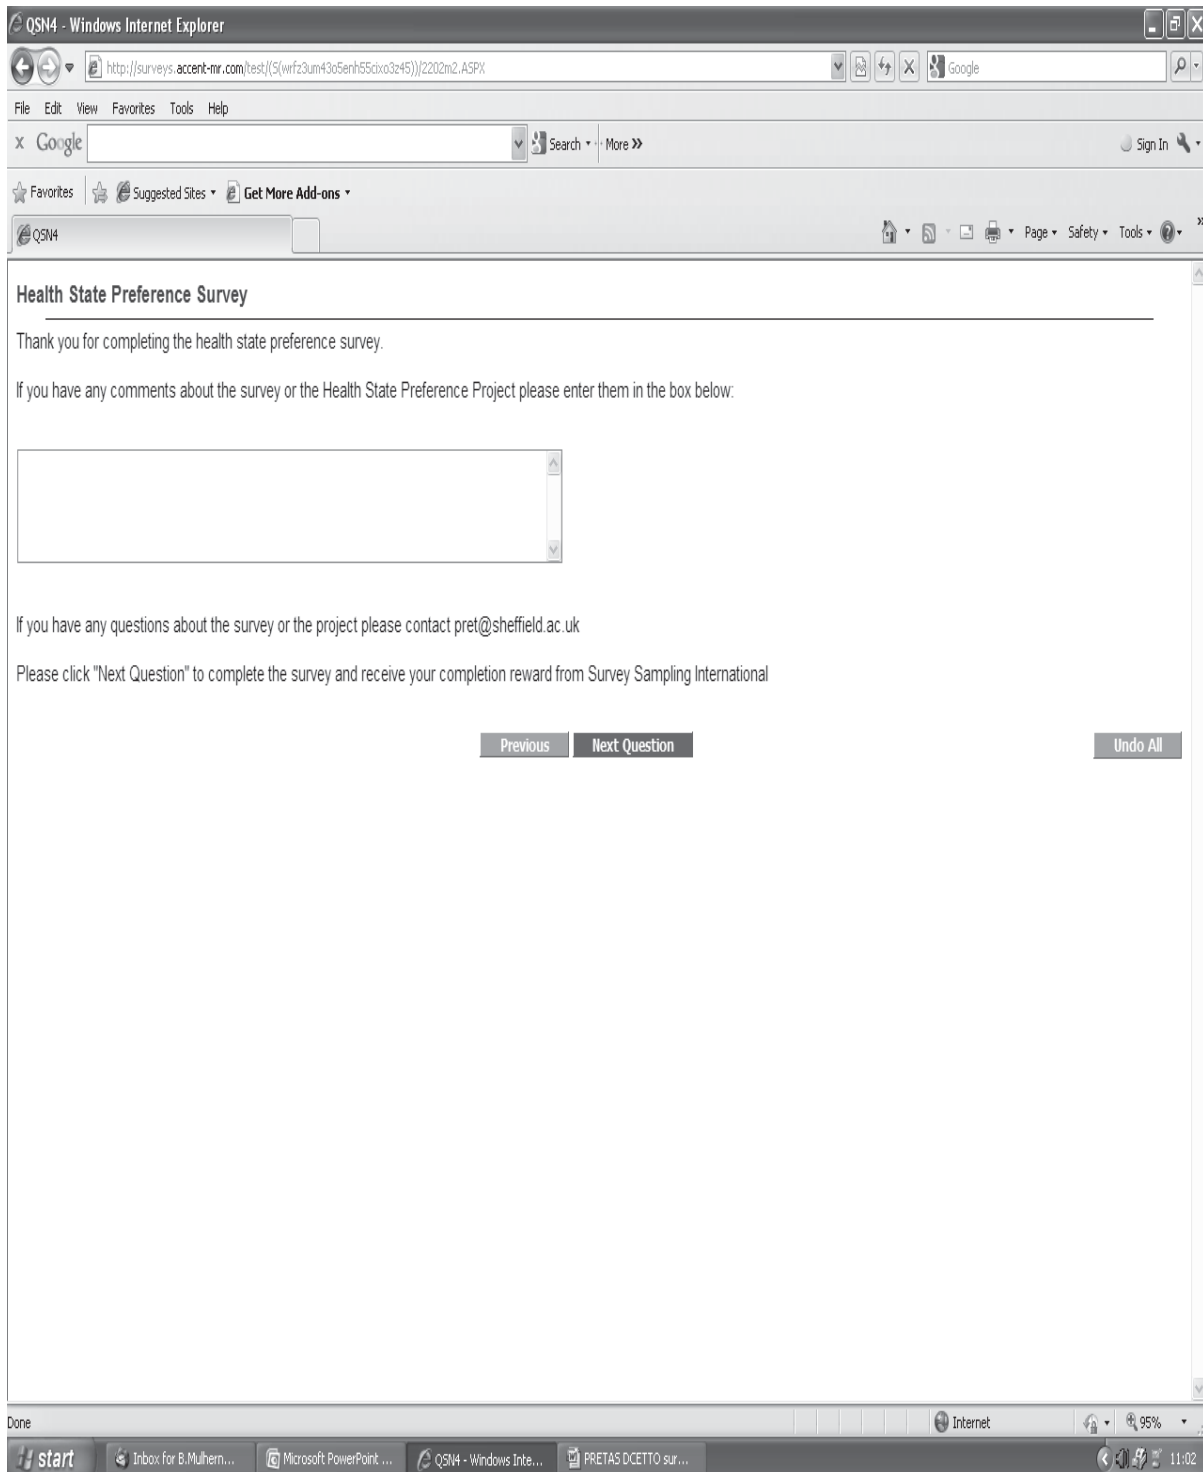 QSN4 - Windows Internet Explorer
http://surveys.accent-mr.com/test/(S(wrfz3um43o5enh55cixo3z45))/2202m2.ASPX
Google
File Edit View Favorites Tools Help
x Google Search More >> Sign In
Favorites Suggested Sites Get More Add-ons
QSN4 Page Safety Tools
Health State Preference Survey
Thank you for completing the health state preference survey.
If you have any comments about the survey or the Health State Preference Project please enter them in the box below:
If you have any questions about the survey or the project please contact pret@sheffield.ac.uk
Please click "Next Question" to complete the survey and receive your completion reward from Survey Sampling International
Previous Next Question Undo All
Done Internet 95%
start Inbox for B.Mulhern... Microsoft PowerPoint ... QSN4 - Windows Inte... PRETAS DCETTO sur... 11:02